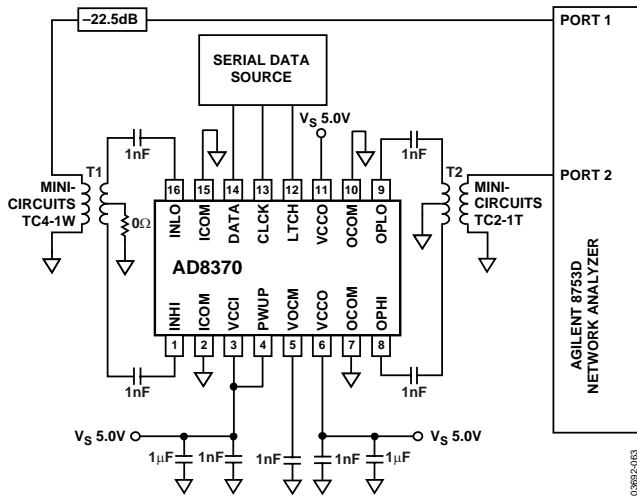 –22.5dB
PORT 1
SERIAL DATA
SOURCE
VS 5.0V
1nF
1nF
T1
T2
MINI-
CIRCUITS
TC4-1W
0Ω
16
15
14
13
12
11
10
9
INLO
ICOM
DATA
CLCK
LTCH
VCCO
OCOM
OPLO
PORT 2
MINI-
CIRCUITS
TC2-1T
AD8370
INHI
ICOM
VCCI
PWUP
VOCM
VCCO
OCOM
OPHI
1
2
3
4
5
6
7
8
1nF
1nF
VS 5.0V
VS 5.0V
1µF
1nF
1nF
1nF
1µF
AGILENT 8753D
NETWORK ANALYZER
03692-063